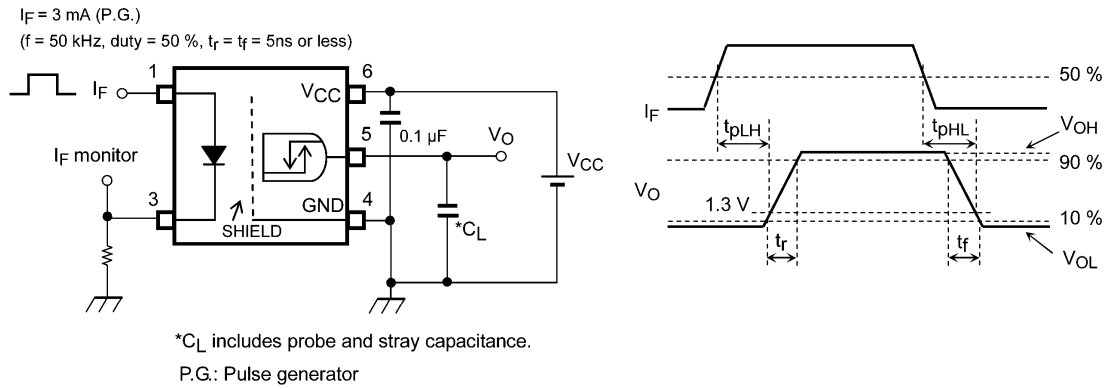 IF = 3 mA (P.G.)
(f = 50 kHz, duty = 50 %, tr = tf = 5ns or less)
1
6
IF
VCC
0.1 µF
5
VO
IF monitor
VCC
3
GND
4
SHIELD
*CL
*CL includes probe and stray capacitance.
P.G.: Pulse generator
50 %
IF
tpLH
tpHL
VOH
90 %
VO
1.3 V
10 %
tr
tf
VOL